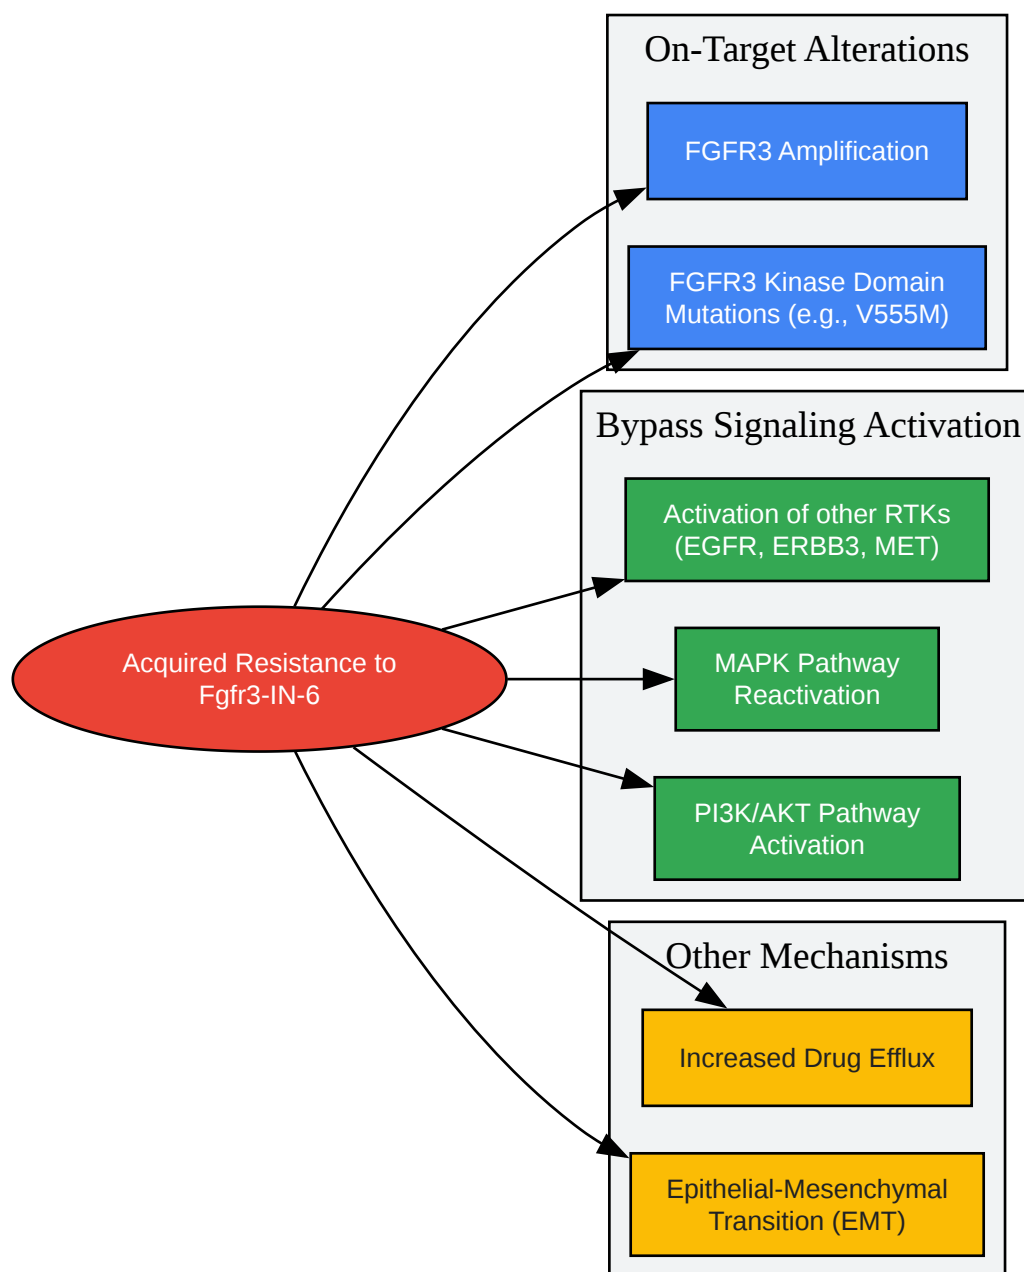 On-Target Alterations
FGFR3 Amplification
FGFR3 Kinase Domain
Mutations (e.g., V555M)
Bypass Signaling Activation
Activation of other RTKs
(EGFR, ERBB3, MET)
Acquired Resistance to
Fgfr3-IN-6
MAPK Pathway
Reactivation
PI3K/AKT Pathway
Activation
Other Mechanisms
Increased Drug Efflux
Epithelial-Mesenchymal
Transition (EMT)